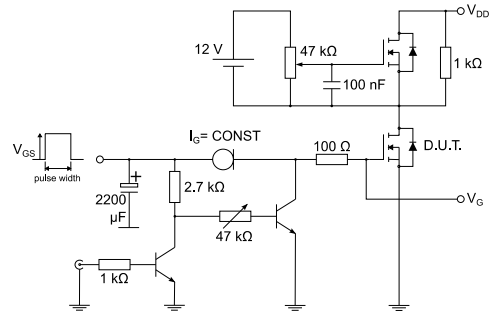 V_DD
12 V
47 kΩ
100 nF
1 kΩ
I_G= CONST
100 Ω
D.U.T.
V_GS
pulse width
+
2200
µF
2.7 kΩ
47 kΩ
V_G
1 kΩ